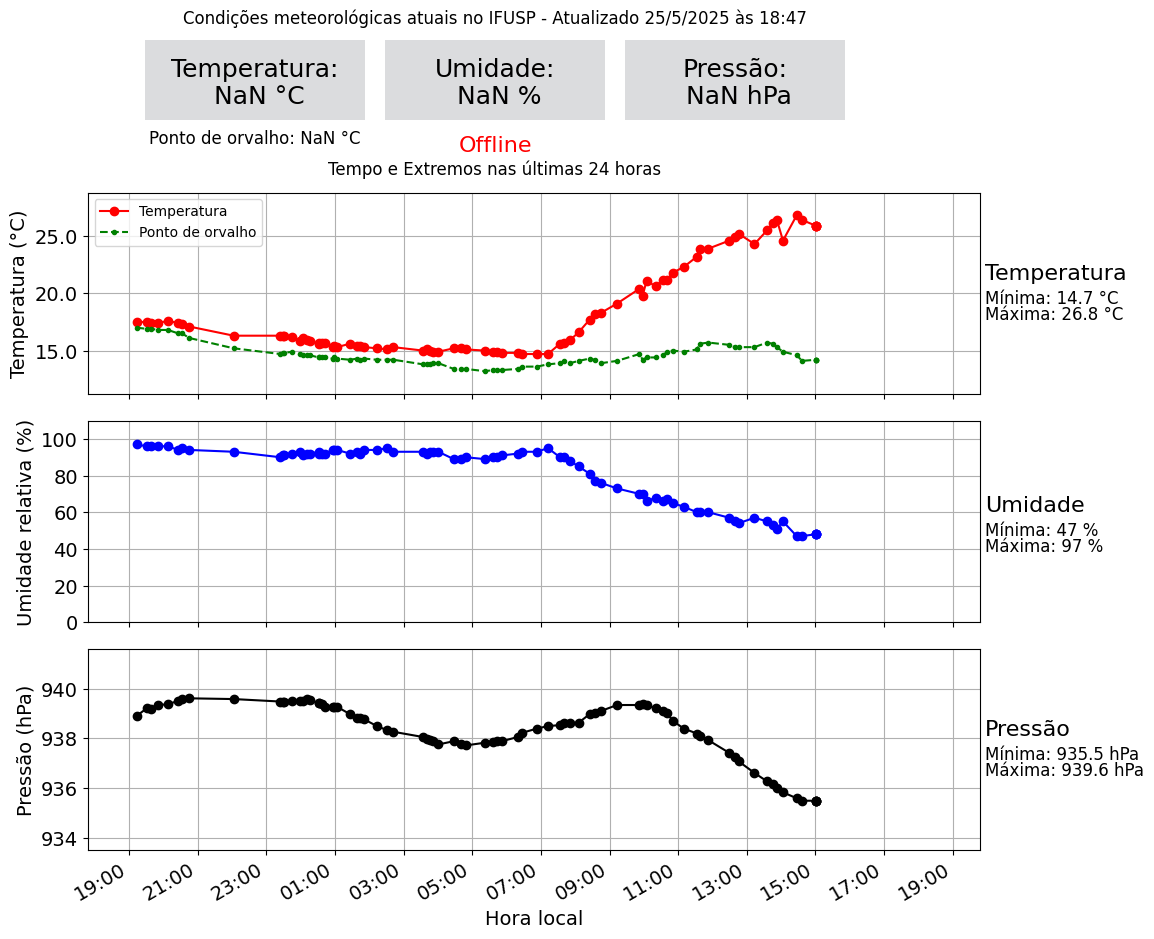 Condições meteorológicas atuais no IFUSP - Atualizado 25/5/2025 às 18:47
Temperatura:
NaN °C
Umidade:
NaN %
Pressão:
NaN hPa
Ponto de orvalho: NaN °C
Offline
Tempo e Extremos nas últimas 24 horas
Temperatura (°C)
25.0
20.0
15.0
Temperatura
Ponto de orvalho
Temperatura
Mínima: 14.7 °C
Máxima: 26.8 °C
Umidade relativa (%)
100
80
60
40
20
0
Umidade
Mínima: 47 %
Máxima: 97 %
Pressão (hPa)
940
938
936
934
Pressão
Mínima: 935.5 hPa
Máxima: 939.6 hPa
19:00
21:00
23:00
01:00
03:00
05:00
07:00
09:00
11:00
13:00
15:00
17:00
19:00
Hora local